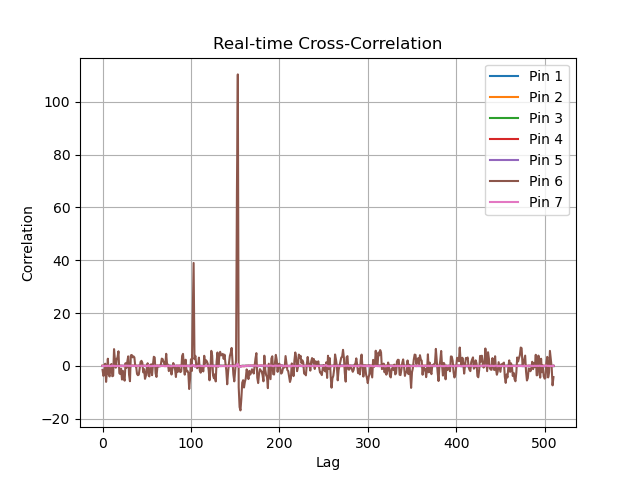 Real-time Cross-Correlation
Correlation
100
80
60
40
20
0
−20
0
100
200
300
400
500
Lag
Pin 1
Pin 2
Pin 3
Pin 4
Pin 5
Pin 6
Pin 7